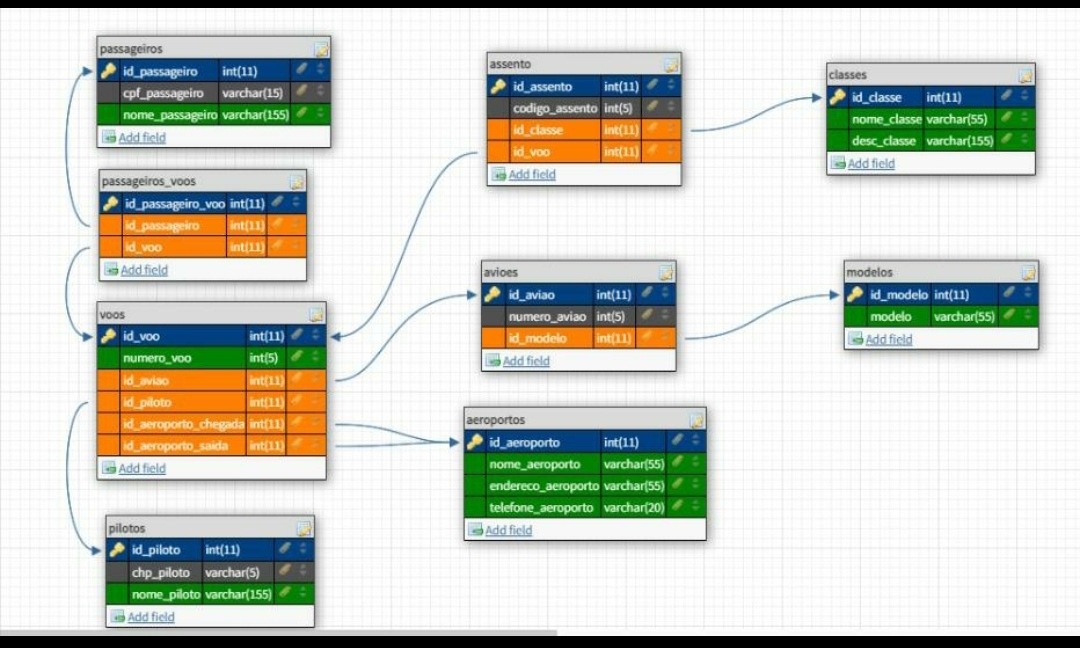 passageiros
id_passageiro int(11)
cpf_passageiro varchar(15)
nome_passageiro varchar(155)
Add field
passageiros_voos
id_passageiro_voo int(11)
id_passageiro int(11)
id_voo int(11)
Add field
voos
id_voo int(11)
numero_voo int(5)
id_aviao int(11)
id_piloto int(11)
id_aeroporto_chegada int(11)
id_aeroporto_saida int(11)
Add field
pilotos
id_piloto int(11)
chp_piloto varchar(5)
nome_piloto varchar(155)
Add field
assento
id_assento int(11)
codigo_assento int(5)
id_classe int(11)
id_voo int(11)
Add field
avioes
id_aviao int(11)
numero_aviao int(5)
id_modelo int(11)
Add field
aeroportos
id_aeroporto int(11)
nome_aeroporto varchar(55)
endereco_aeroporto varchar(55)
telefone_aeroporto varchar(20)
Add field
classes
id_classe int(11)
nome_classe varchar(55)
desc_classe varchar(155)
Add field
modelos
id_modelo int(11)
modelo varchar(55)
Add field